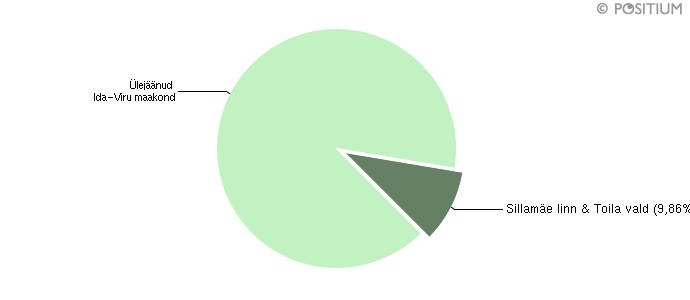 © POSITIUM
Ülejäänud
Ida-Viru maakond
Sillamäe linn & Toila vald (9,86%